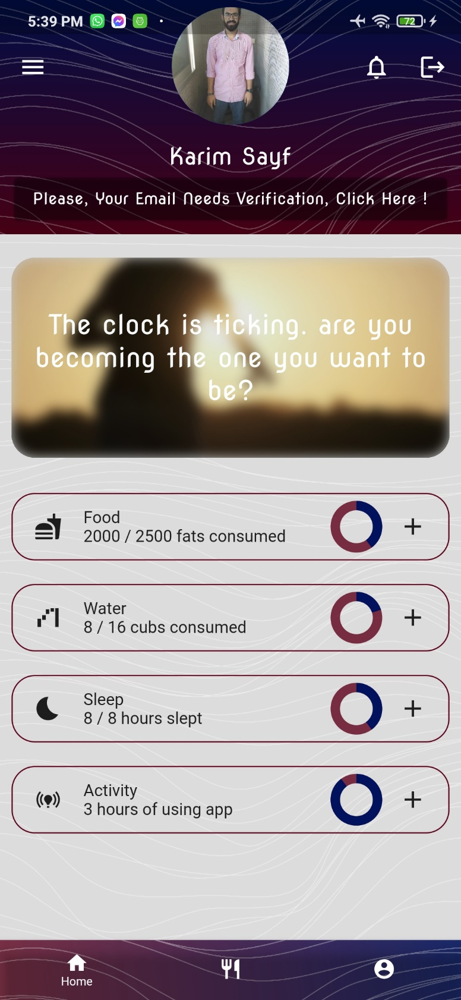 5:39 PM
72
Karim Sayf
Please, Your Email Needs Verification, Click Here !
The clock is ticking. are you
becoming the one you want to
be?
Food
2000 / 2500 fats consumed
Water
8 / 16 cubs consumed
Sleep
8 / 8 hours slept
Activity
3 hours of using app
Home